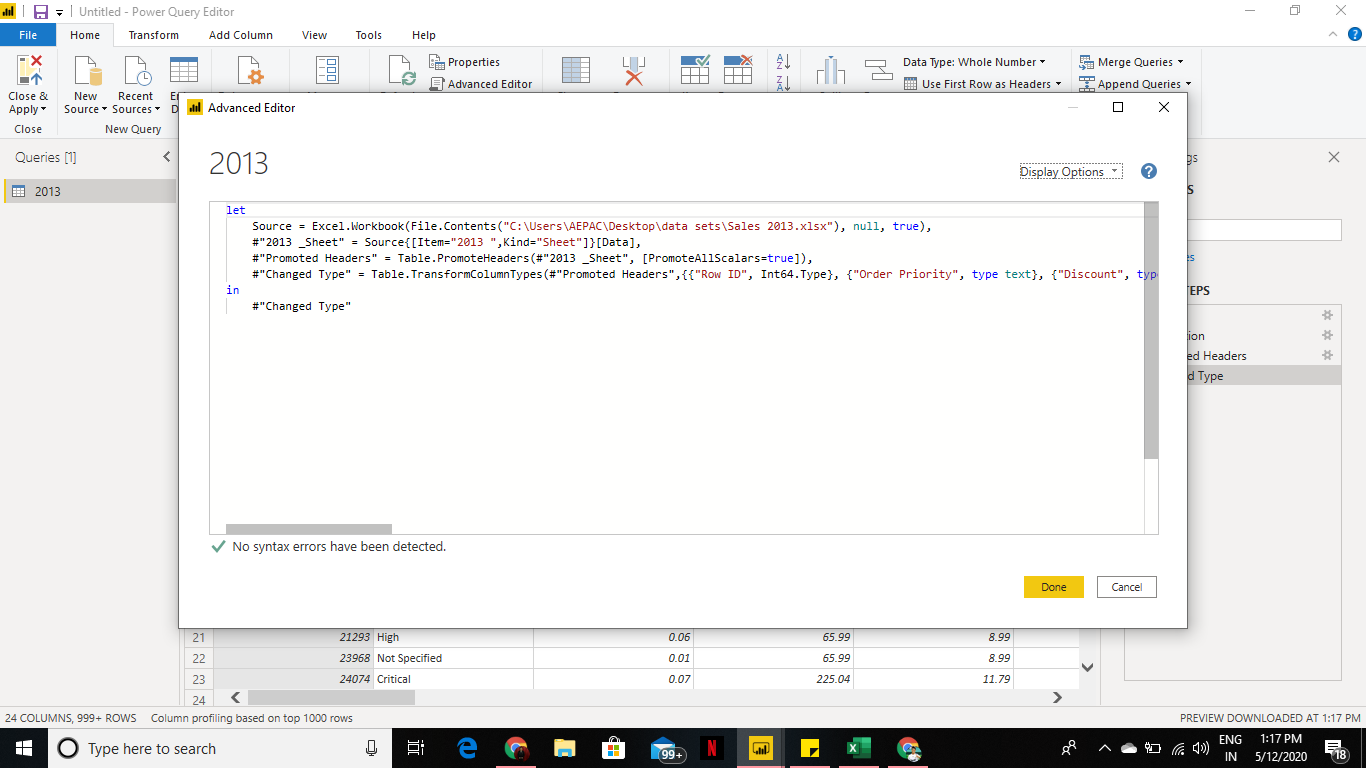 Untitled - Power Query Editor
File Home Transform Add Column View Tools Help
Close & Apply
New Source
Recent Sources
Properties
Advanced Editor
Data Type: Whole Number
Use First Row as Headers
Merge Queries
Append Queries
Close
New Query
Advanced Editor
Queries [1]
2013
2013
Display Options
let
Source = Excel.Workbook(File.Contents("C:\Users\AEPAC\Desktop\data sets\Sales 2013.xlsx"), null, true),
#"2013 _Sheet" = Source{[Item="2013 ",Kind="Sheet"]}[Data],
#"Promoted Headers" = Table.PromoteHeaders(#"2013 _Sheet", [PromoteAllScalars=true]),
#"Changed Type" = Table.TransformColumnTypes(#"Promoted Headers",{{"Row ID", Int64.Type}, {"Order Priority", type text}, {"Discount", typ
in
#"Changed Type"
No syntax errors have been detected.
Done
Cancel
gs
S
es
TEPS
ion
ed Headers
d Type
21 21293 High 0.06 65.99 8.99
22 23968 Not Specified 0.01 65.99 8.99
23 24074 Critical 0.07 225.04 11.79
24
24 COLUMNS, 999+ ROWS Column profiling based on top 1000 rows
PREVIEW DOWNLOADED AT 1:17 PM
Type here to search
99+
N
ENG
IN
1:17 PM
5/12/2020
18